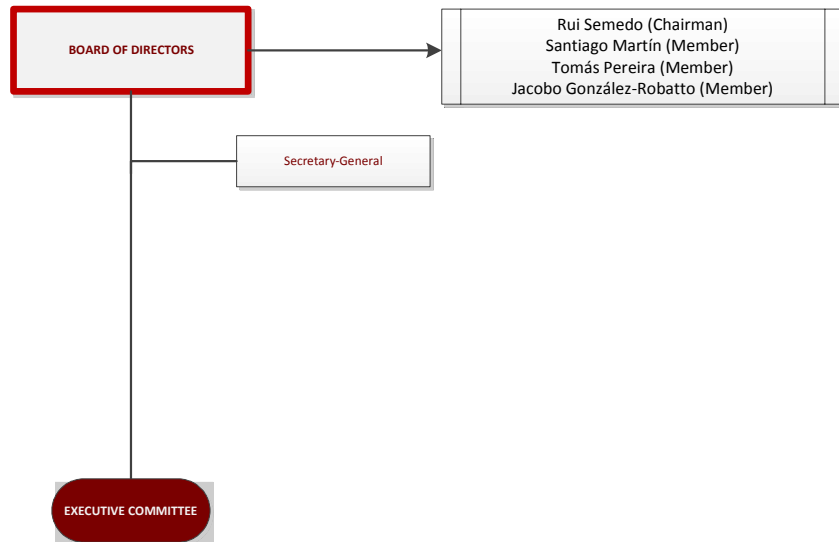 BOARD OF DIRECTORS
Rui Semedo (Chairman)
Santiago Martín (Member)
Tomás Pereira (Member)
Jacobo González-Robatto (Member)
Secretary-General
EXECUTIVE COMMITTEE